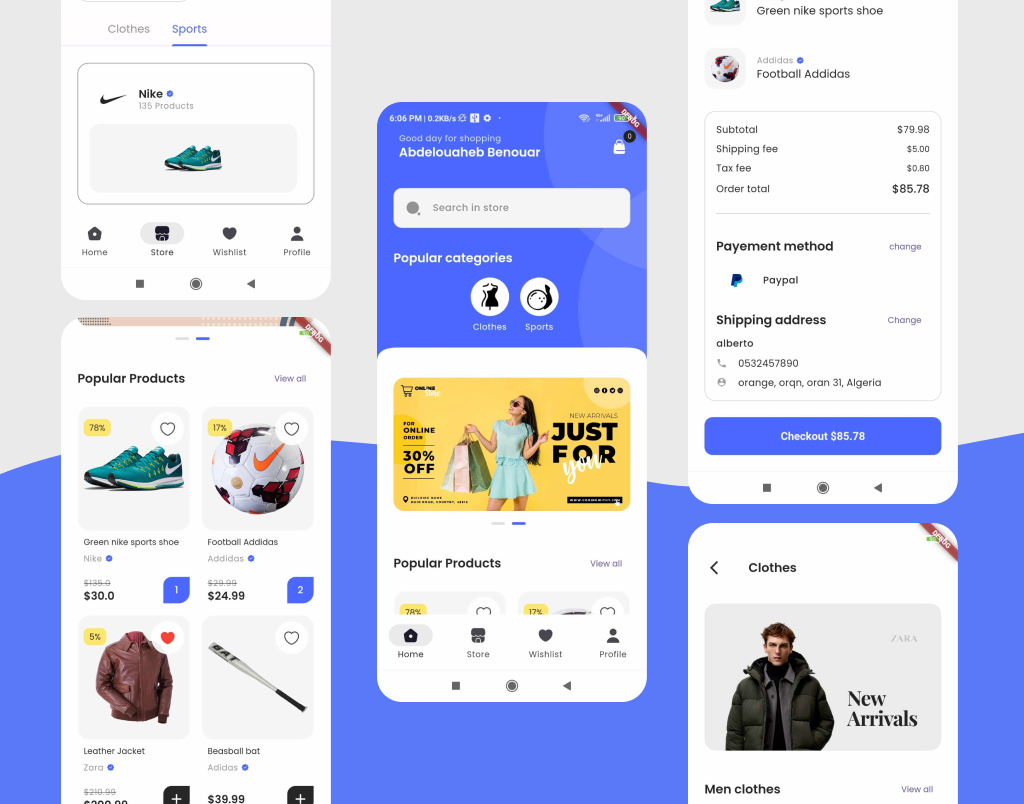 Clothes Sports
Nike
135 Products
Home Store Wishlist Profile
DEBUG
Popular Products View all
78%
17%
Green nike sports shoe
Nike
$135.0
$30.0
1
Football Addidas
Addidas
$29.99
$24.99
2
5%
BAT
Leather Jacket
Zara
$210.99
Beasball bat
Adidas
$39.99
6:06 PM | 0.2KB/s
DEBUG
Good day for shopping
Abdelouaheb Benouar
0
Search in store
Popular categories
Clothes Sports
ONLINE
FOR
ONLINE
ORDER
30%
OFF
BUILDING NAME
NEW ARRIVALS
JUST
FOR
you
Popular Products View all
78% 17%
Home Store Wishlist Profile
Green nike sports shoe
Addidas
Football Addidas
Subtotal $79.98
Shipping fee $5.00
Tax fee $0.80
Order total $85.78
Payement method change
Paypal
Shipping address Change
alberto
0532457890
orange, orqn, oran 31, Algeria
Checkout $85.78
DEBUG
Clothes
ZARA
New
Arrivals
Men clothes View all